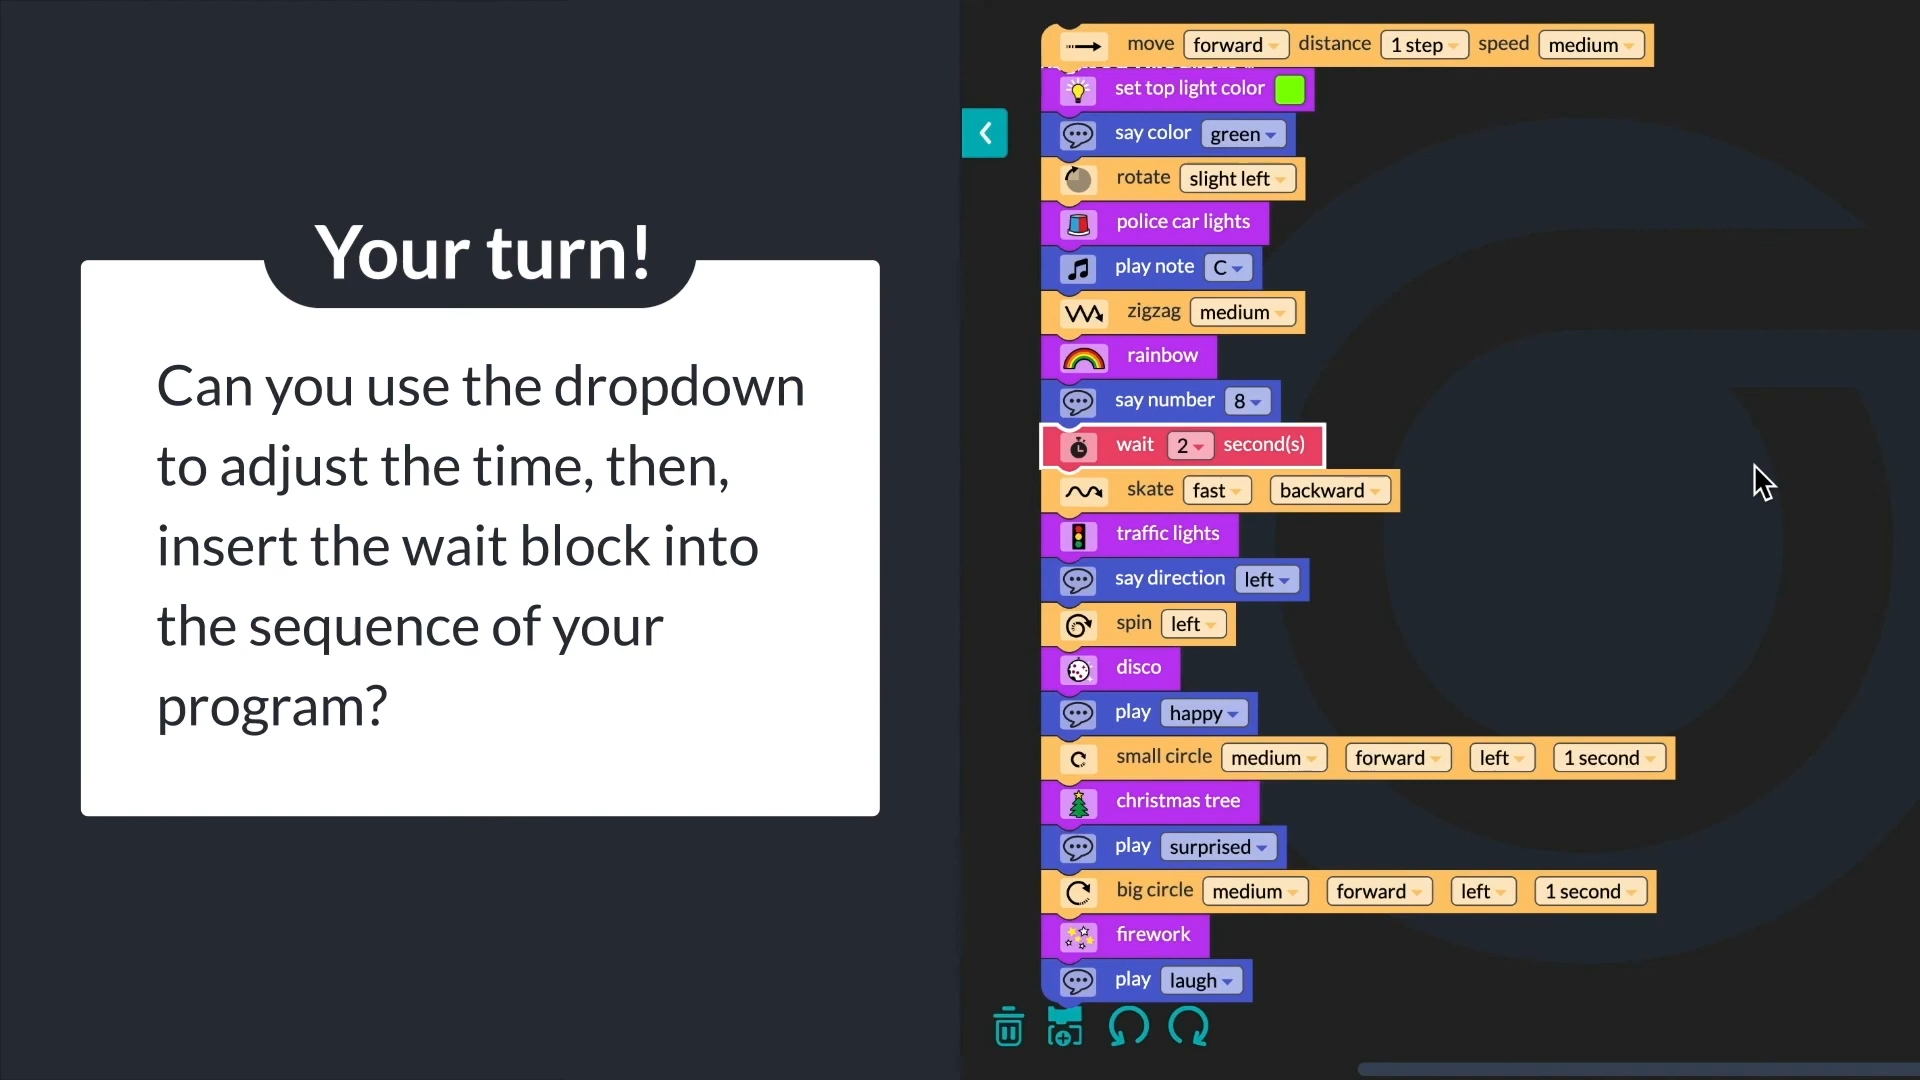 Your turn!
Can you use the dropdown
to adjust the time, then,
insert the wait block into
the sequence of your
program?
move forward distance 1 step speed medium
set top light color
say color green
rotate slight left
police car lights
play note C
zigzag medium
rainbow
say number 8
wait 2 second(s)
skate fast backward
traffic lights
say direction left
spin left
disco
play happy
small circle medium forward left 1 second
christmas tree
play surprised
big circle medium forward left 1 second
firework
play laugh